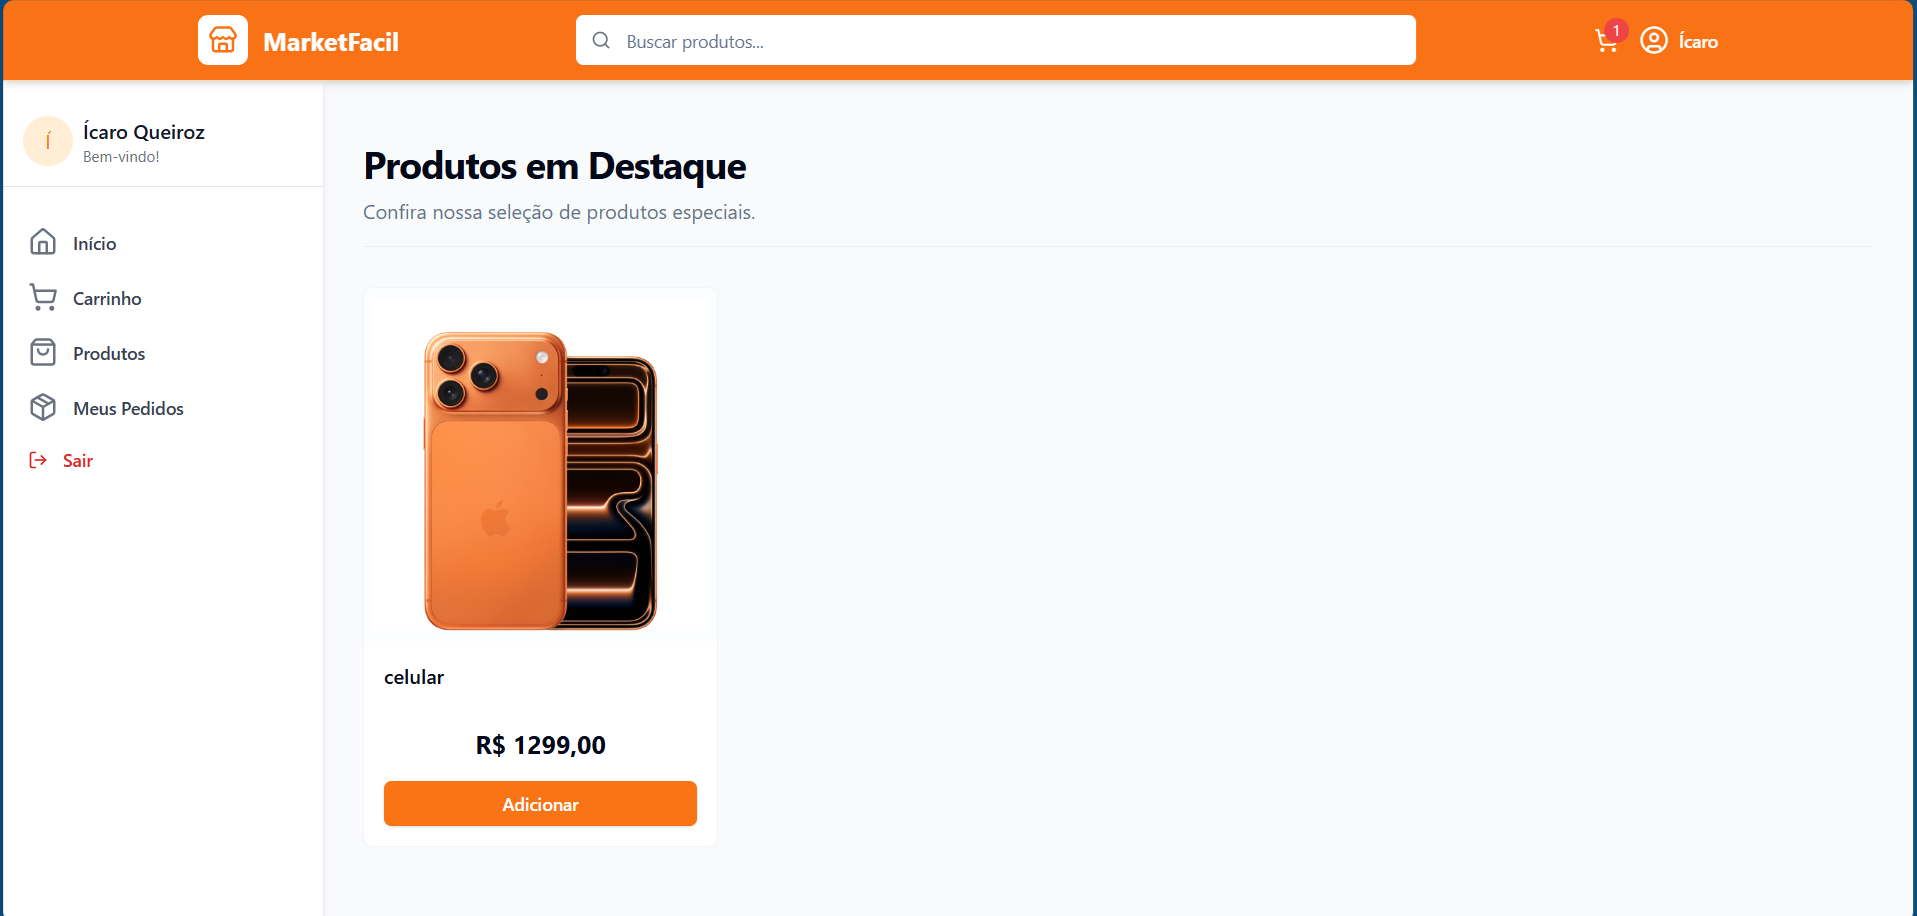 MarketFacil
Buscar produtos...
1
Ícaro
Í
Ícaro Queiroz
Bem-vindo!
Início
Carrinho
Produtos
Meus Pedidos
Sair
Produtos em Destaque
Confira nossa seleção de produtos especiais.
celular
R$ 1299,00
Adicionar